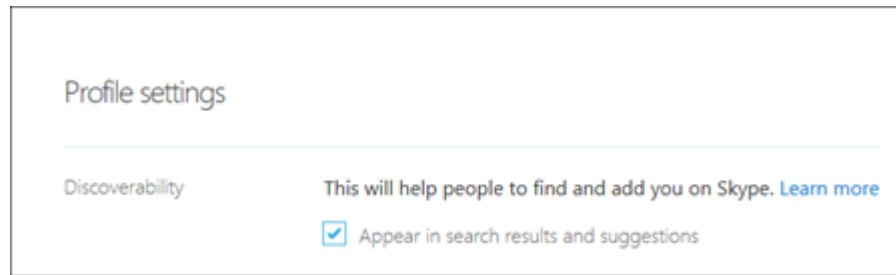 Profile settings
Discoverability
This will help people to find and add you on Skype. Learn more
Appear in search results and suggestions